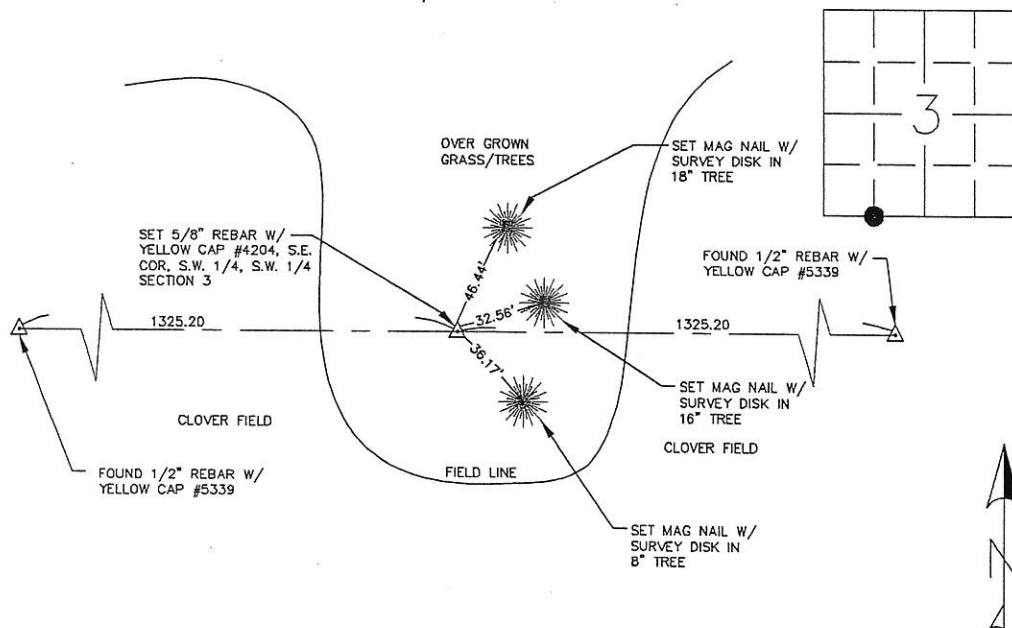 3
OVER GROWN
GRASS/TREES
SET MAG NAIL W/
SURVEY DISK IN
18" TREE
SET 5/8" REBAR W/
YELLOW CAP #4204, S.E.
COR, S.W. 1/4, S.W. 1/4
SECTION 3
FOUND 1/2" REBAR W/
YELLOW CAP #5339
46.44'
1325.20
32.56'
1325.20
36.17'
SET MAG NAIL W/
SURVEY DISK IN
16" TREE
CLOVER FIELD
CLOVER FIELD
FOUND 1/2" REBAR W/
YELLOW CAP #5339
FIELD LINE
SET MAG NAIL W/
SURVEY DISK IN
8" TREE
N